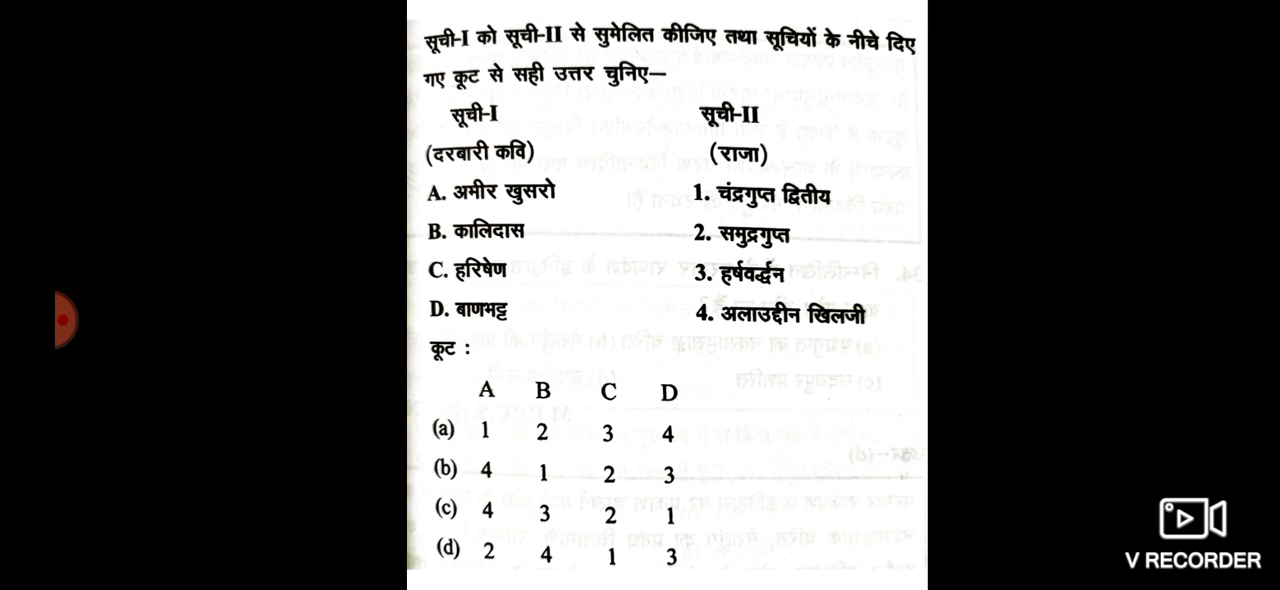 सूची-I को सूची-II से सुमेलित कीजिए तथा सूचियों के नीचे दिए
गए कूट से सही उत्तर चुनिए—
सूची-I सूची-II
(दरबारी कवि) (राजा)
A. अमीर खुसरो 1. चंद्रगुप्त द्वितीय
B. कालिदास 2. समुद्रगुप्त
C. हरिषेण 3. हर्षवर्द्धन
D. बाणभट्ट 4. अलाउद्दीन खिलजी
कूट :
A B C D
(a) 1 2 3 4
(b) 4 1 2 3
(c) 4 3 2 1
(d) 2 4 1 3
V RECORDER